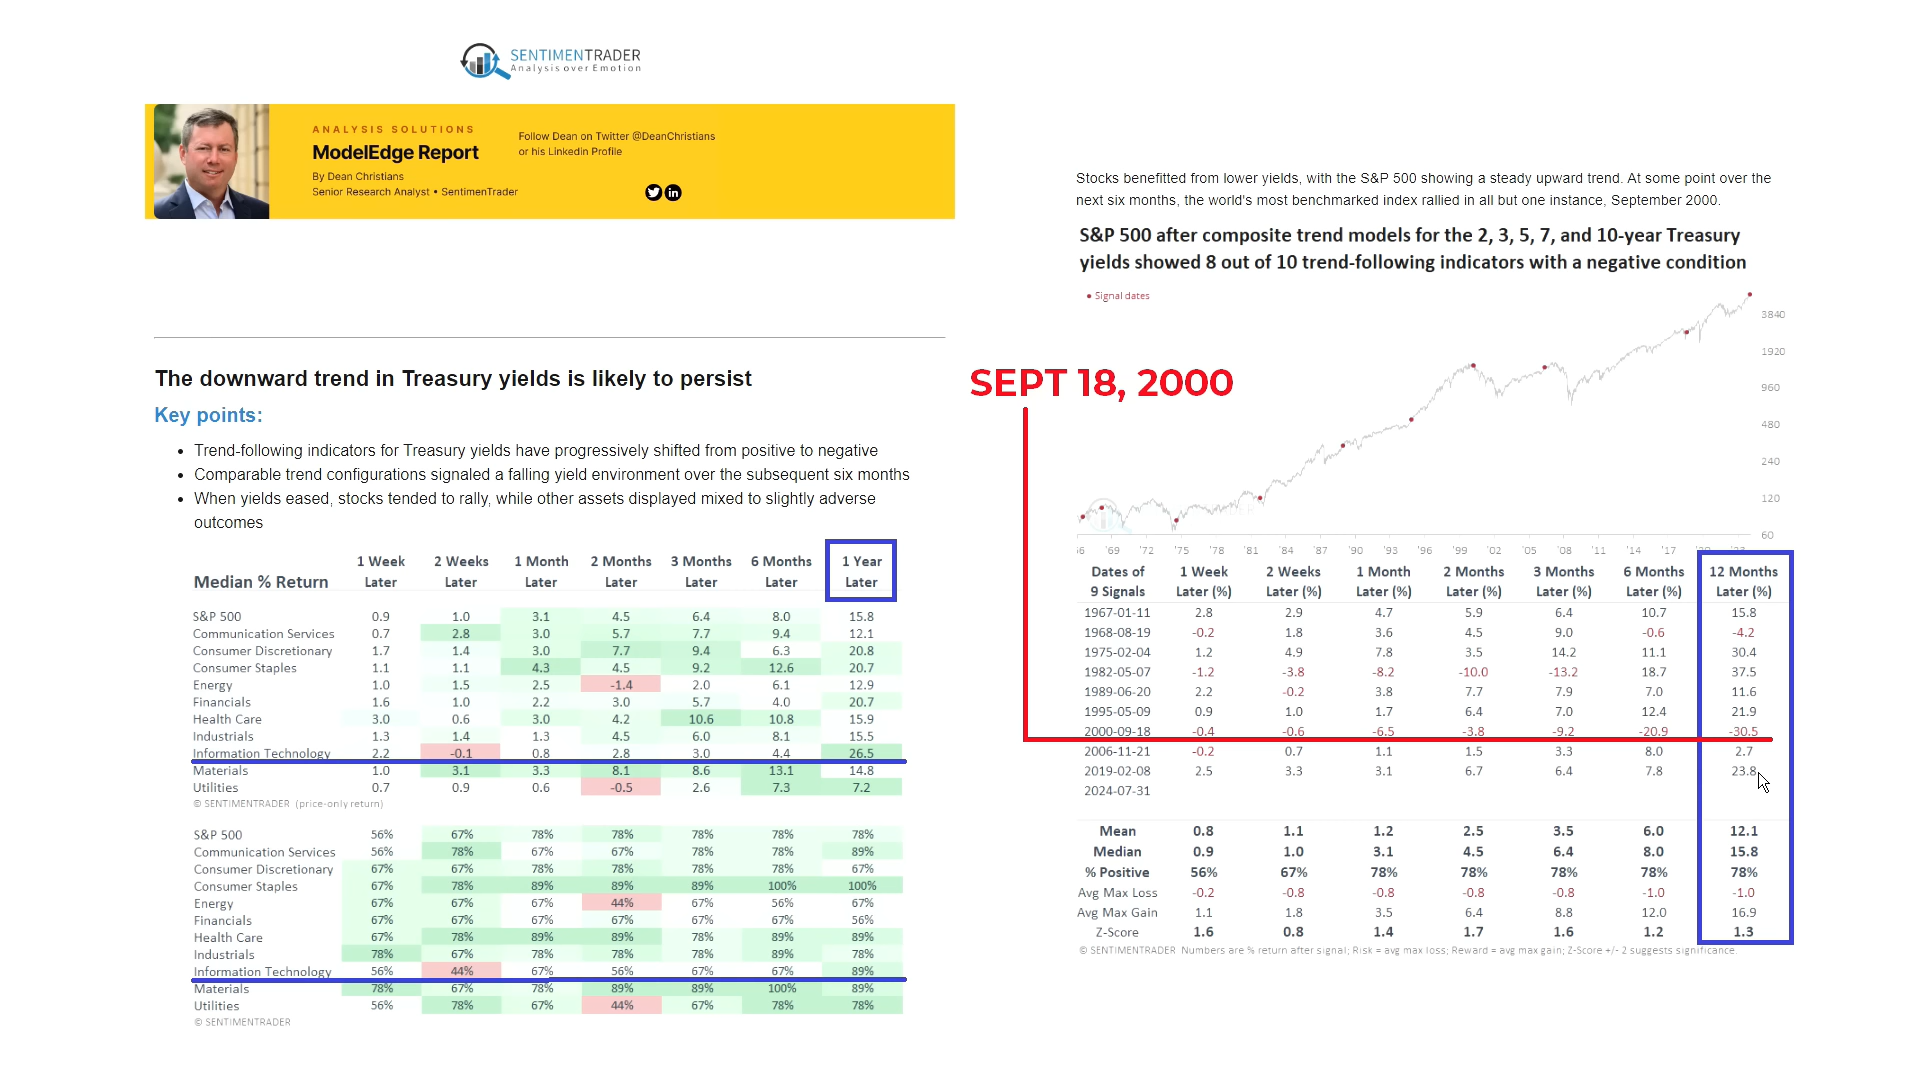 SENTIMENTRADER
Analysis over Emotion
ANALYSIS SOLUTIONS
ModelEdge Report
By Dean Christians
Senior Research Analyst • SentimenTrader
Follow Dean on Twitter @DeanChristians
or his Linkedin Profile
The downward trend in Treasury yields is likely to persist
Key points:
• Trend-following indicators for Treasury yields have progressively shifted from positive to negative
• Comparable trend configurations signaled a falling yield environment over the subsequent six months
• When yields eased, stocks tended to rally, while other assets displayed mixed to slightly adverse
outcomes
1 Week 2 Weeks 1 Month 2 Months 3 Months 6 Months 1 Year
Median % Return Later Later Later Later Later Later Later
S&P 500 0.9 1.0 3.1 4.5 6.4 8.0 15.8
Communication Services 0.7 2.8 3.0 5.7 7.7 9.4 12.1
Consumer Discretionary 1.7 1.4 3.0 7.7 9.4 6.3 20.8
Consumer Staples 1.1 1.1 4.3 4.5 9.2 12.6 20.7
Energy 1.0 1.5 2.5 -1.4 2.0 6.1 12.9
Financials 1.6 1.0 2.2 3.0 5.7 4.0 20.7
Health Care 3.0 0.6 3.0 4.2 10.6 10.8 15.9
Industrials 1.3 1.4 1.3 4.5 6.0 8.1 15.5
Information Technology 2.2 -0.1 0.8 2.8 3.0 4.4 26.5
Materials 1.0 3.1 3.3 8.1 8.6 13.1 14.8
Utilities 0.7 0.9 0.6 -0.5 2.6 7.3 7.2
© SENTIMENTRADER (price-only return)
S&P 500 56% 67% 78% 78% 78% 78% 78%
Communication Services 56% 78% 67% 67% 78% 78% 89%
Consumer Discretionary 67% 67% 78% 78% 78% 78% 67%
Consumer Staples 67% 78% 89% 89% 89% 100% 100%
Energy 67% 67% 67% 44% 67% 56% 67%
Financials 67% 67% 67% 67% 67% 67% 56%
Health Care 67% 78% 89% 89% 78% 89% 89%
Industrials 78% 67% 67% 78% 78% 89% 78%
Information Technology 56% 44% 67% 56% 67% 67% 89%
Materials 78% 67% 78% 89% 89% 100% 89%
Utilities 56% 78% 67% 44% 67% 78% 78%
© SENTIMENTRADER
Stocks benefitted from lower yields, with the S&P 500 showing a steady upward trend. At some point over the
next six months, the world's most benchmarked index rallied in all but one instance, September 2000.
S&P 500 after composite trend models for the 2, 3, 5, 7, and 10-year Treasury
yields showed 8 out of 10 trend-following indicators with a negative condition
• Signal dates
3840
1920
SEPT 18, 2000
960
480
240
120
60
'69 '72 '75 '78 '81 '84 '87 '90 '93 '96 '99 '02 '05 '08 '11 '14 '17
Dates of 1 Week 2 Weeks 1 Month 2 Months 3 Months 6 Months 12 Months
9 Signals Later (%) Later (%) Later (%) Later (%) Later (%) Later (%) Later (%)
1967-01-11 2.8 2.9 4.7 5.9 6.4 10.7 15.8
1968-08-19 -0.2 1.8 3.6 4.5 9.0 -0.6 -4.2
1975-02-04 1.2 4.9 7.8 3.5 14.2 11.1 30.4
1982-05-07 -1.2 -3.8 -8.2 -10.0 -13.2 18.7 37.5
1989-06-20 2.2 -0.2 3.8 7.7 7.9 7.0 11.6
1995-05-09 0.9 1.0 1.7 6.4 7.0 12.4 21.9
2000-09-18 -0.4 -0.6 -6.5 -3.8 -9.2 -20.9 -30.5
2006-11-21 -0.2 0.7 1.1 1.5 3.3 8.0 2.7
2019-02-08 2.5 3.3 3.1 6.7 6.4 7.8 23.8
2024-07-31
Mean 0.8 1.1 1.2 2.5 3.5 6.0 12.1
Median 0.9 1.0 3.1 4.5 6.4 8.0 15.8
% Positive 56% 67% 78% 78% 78% 78% 78%
Avg Max Loss -0.2 -0.8 -0.8 -0.8 -0.8 -1.0 -1.0
Avg Max Gain 1.1 1.8 3.5 6.4 8.8 12.0 16.9
Z-Score 1.6 0.8 1.4 1.7 1.6 1.2 1.3
© SENTIMENTRADER Numbers are % return after signal; Risk = avg max loss; Reward = avg max gain; Z-Score +/- 2 suggests significance.